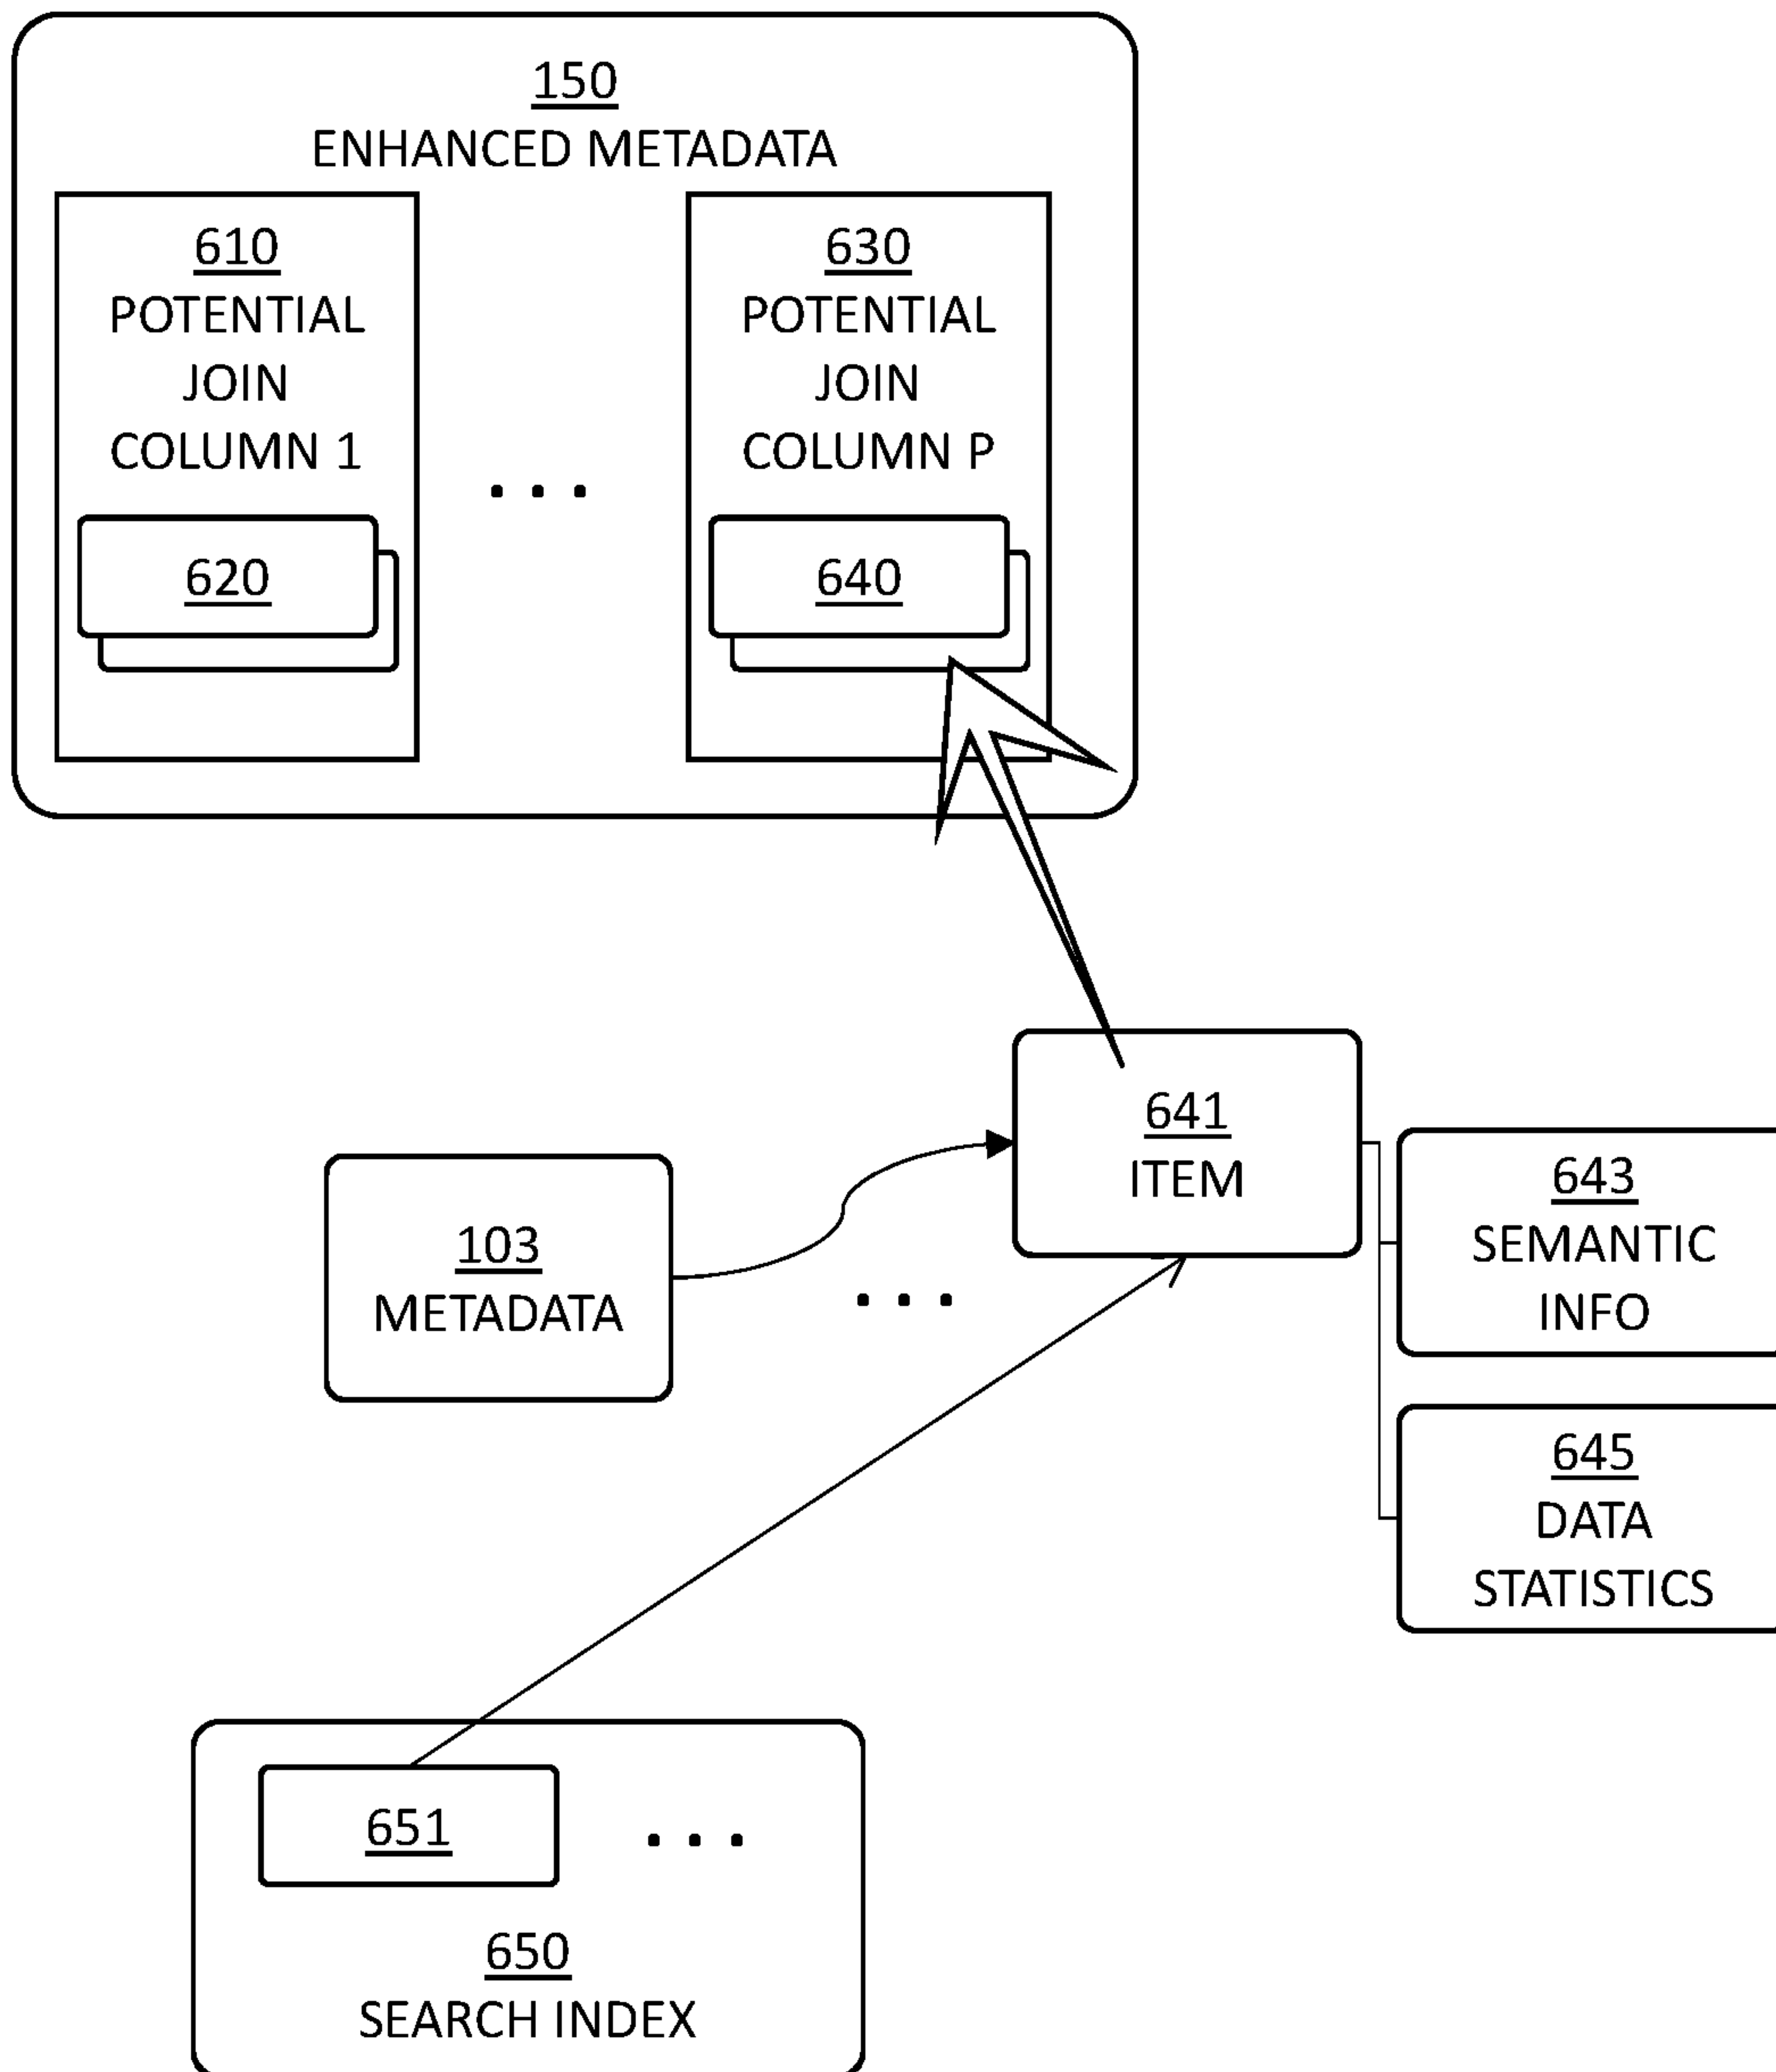 150
ENHANCED METADATA
610
POTENTIAL
JOIN
COLUMN 1
620
...
630
POTENTIAL
JOIN
COLUMN P
640
641
ITEM
103
METADATA
...
643
SEMANTIC
INFO
645
DATA
STATISTICS
651
...
650
SEARCH INDEX